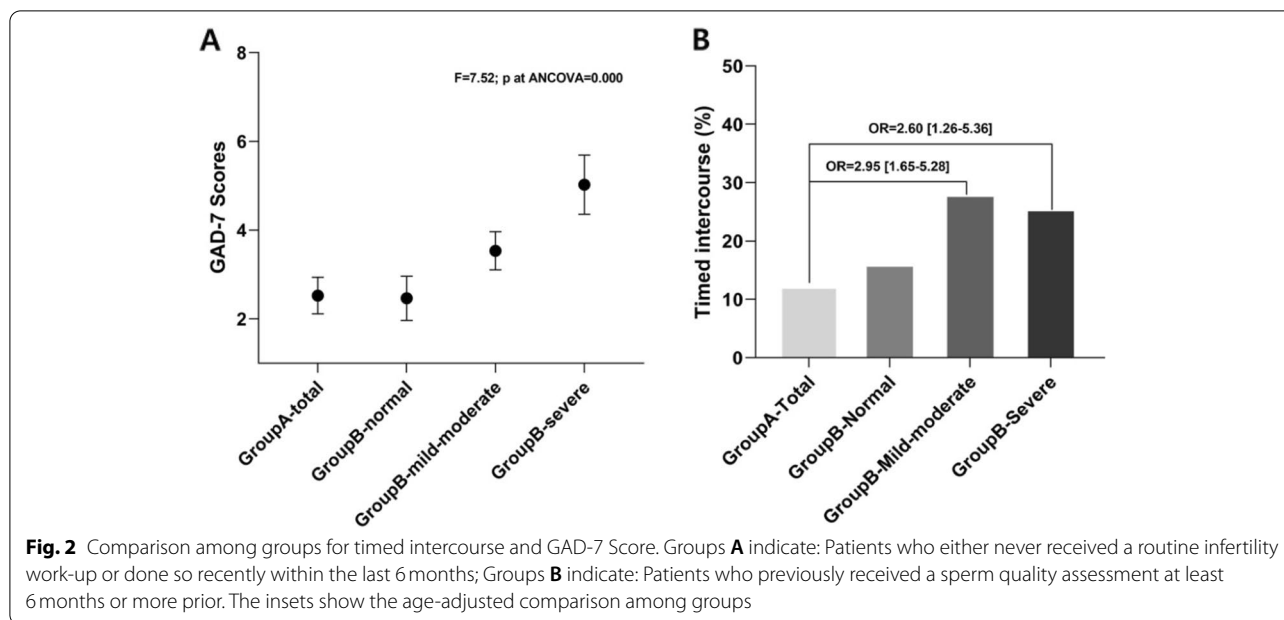 A
8
6
4
2
GAD-7 Scores
F=7.52; p at ANCOVA=0.000
GroupA-total
GroupB-normal
GroupB-mild-moderate
GroupB-severe
B
50
40
30
20
10
0
Timed intercourse (%)
OR=2.60 [1.26-5.36]
OR=2.95 [1.65-5.28]
GroupA-Total
GroupB-Normal
GroupB-Mild-moderate
GroupB-Severe
Fig. 2 Comparison among groups for timed intercourse and GAD-7 Score. Groups A indicate: Patients who either never received a routine infertility
work-up or done so recently within the last 6 months; Groups B indicate: Patients who previously received a sperm quality assessment at least
6 months or more prior. The insets show the age-adjusted comparison among groups